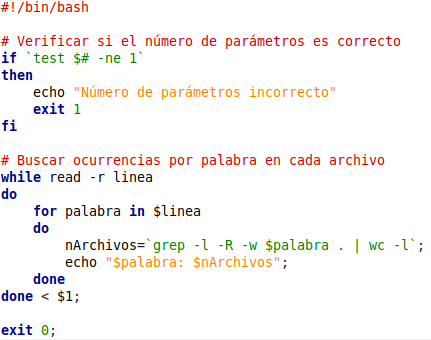 #!/bin/bash
# Verificar si el número de parámetros es correcto
if `test $# -ne 1`
then
    echo "Número de parámetros incorrecto"
    exit 1
fi
# Buscar ocurrencias por palabra en cada archivo
while read -r linea
do
    for palabra in $linea
    do
        nArchivos=`grep -l -R -w $palabra . | wc -l`;
        echo "$palabra: $nArchivos";
    done
done < $1;
exit 0;